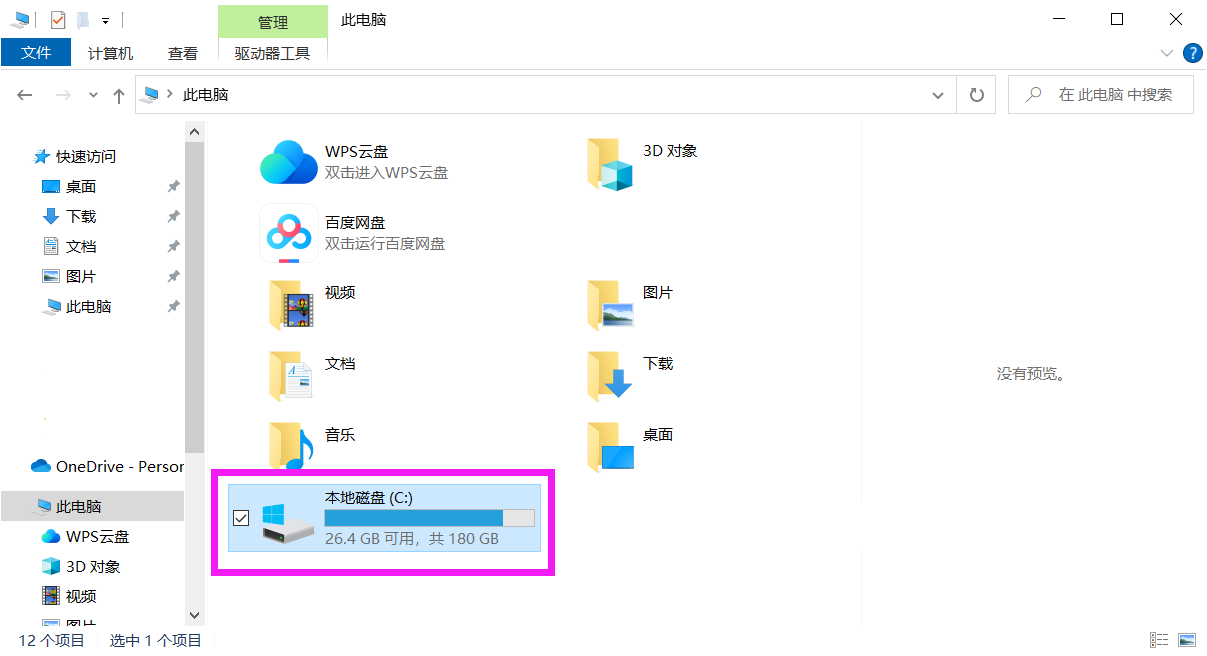 管理
此电脑
文件
计算机
查看
驱动器工具
?
此电脑
在 此电脑 中搜索
快速访问
桌面
下载
文档
图片
此电脑
OneDrive - Person
此电脑
WPS云盘
3D 对象
视频
图片
WPS云盘
双击进入WPS云盘
3D 对象
百度网盘
双击运行百度网盘
视频
图片
文档
下载
音乐
桌面
本地磁盘 (C:)
26.4 GB 可用，共 180 GB
没有预览。
12 个项目
选中 1 个项目